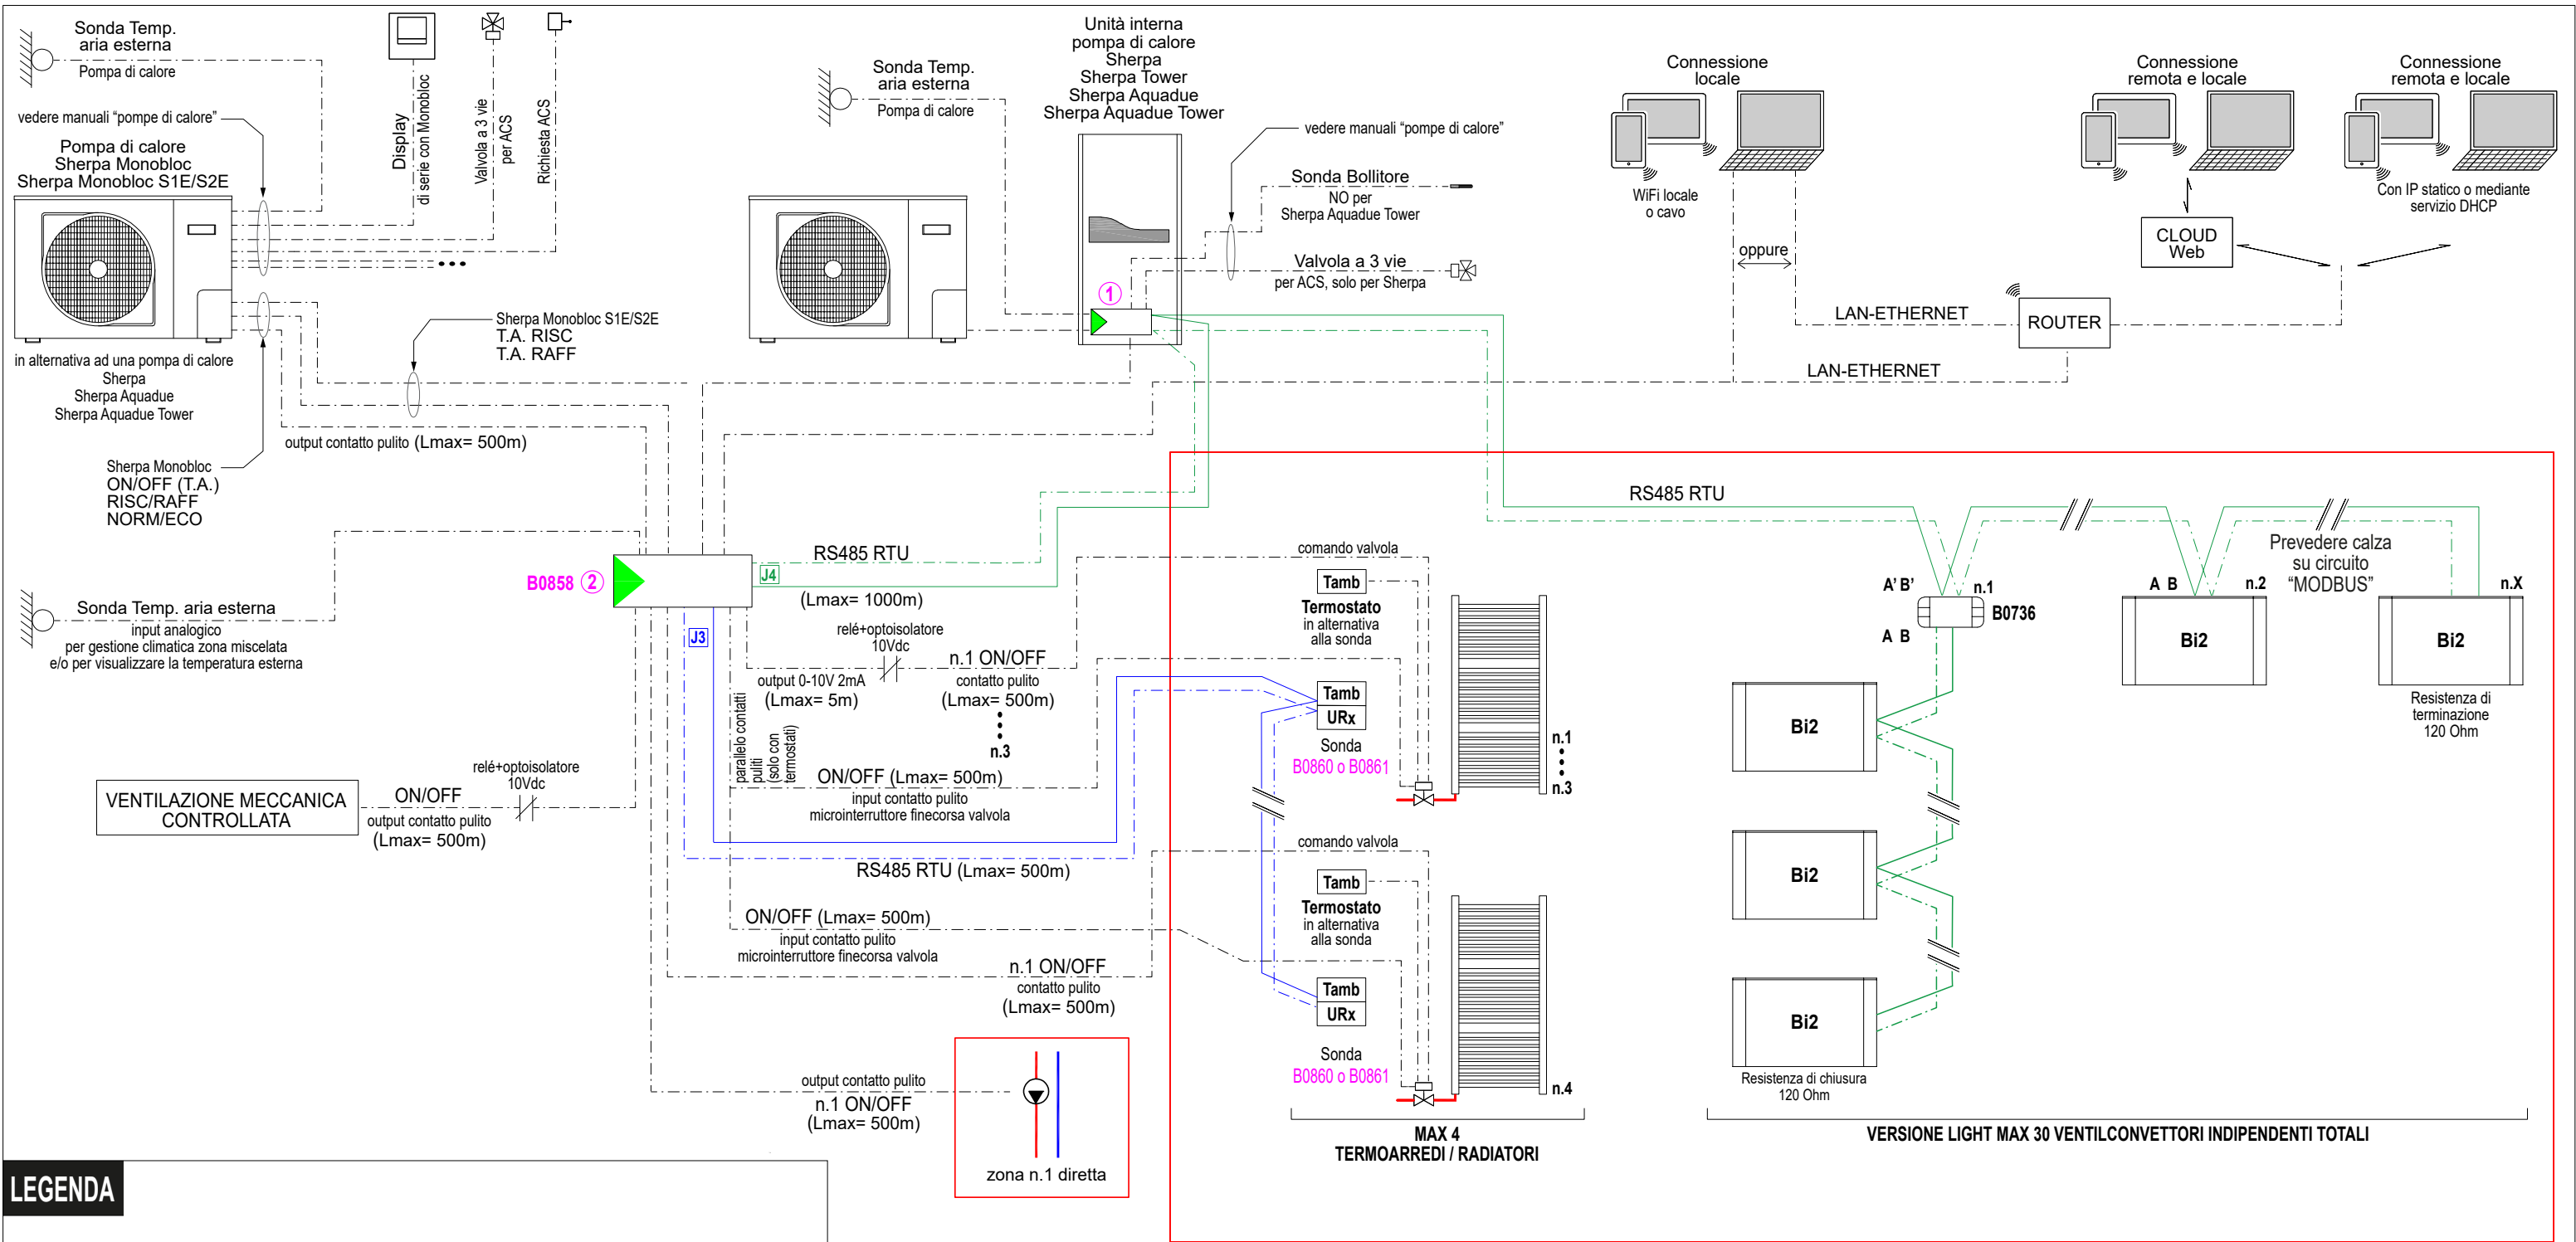 Sonda Temp.
aria esterna
Pompa di calore
vedere manuali “pompe di calore”
Pompa di calore
Sherpa Monobloc
Sherpa Monobloc S1E/S2E
Display
di serie con Monobloc
Valvola a 3 vie
per ACS
Richiesta ACS
in alternativa ad una pompa di calore
Sherpa
Sherpa Aquadue
Sherpa Aquadue Tower
Sherpa Monobloc
ON/OFF (T.A.)
RISC/RAFF
NORM/ECO
output contatto pulito (Lmax= 500m)
Sherpa Monobloc S1E/S2E
T.A. RISC
T.A. RAFF
Sonda Temp.
aria esterna
Pompa di calore
Unità interna
pompa di calore
Sherpa
Sherpa Tower
Sherpa Aquadue
Sherpa Aquadue Tower
1
vedere manuali “pompe di calore”
Sonda Bollitore
NO per
Sherpa Aquadue Tower
Valvola a 3 vie
per ACS, solo per Sherpa
Connessione
locale
WiFi locale
o cavo
oppure
LAN-ETHERNET
LAN-ETHERNET
ROUTER
Connessione
remota e locale
CLOUD
Web
Connessione
remota e locale
Con IP statico o mediante
servizio DHCP
Sonda Temp. aria esterna
input analogico
per gestione climatica zona miscelata
e/o per visualizzare la temperatura esterna
B0858 2
J4
J3
RS485 RTU
(Lmax= 1000m)
relé+optoisolatore
10Vdc
output 0-10V 2mA
(Lmax= 5m)
n.1 ON/OFF
contatto pulito
(Lmax= 500m)
n.3
parallelo contatti
puliti
(solo con
termostati)
ON/OFF (Lmax= 500m)
input contatto pulito
microinterruttore finecorsa valvola
RS485 RTU (Lmax= 500m)
ON/OFF (Lmax= 500m)
input contatto pulito
microinterruttore finecorsa valvola
n.1 ON/OFF
contatto pulito
(Lmax= 500m)
VENTILAZIONE MECCANICA
CONTROLLATA
ON/OFF
output contatto pulito
(Lmax= 500m)
relé+optoisolatore
10Vdc
output contatto pulito
n.1 ON/OFF
(Lmax= 500m)
zona n.1 diretta
comando valvola
Tamb
Termostato
in alternativa
alla sonda
Tamb
URx
Sonda
B0860 o B0861
n.1
n.3
comando valvola
Tamb
Termostato
in alternativa
alla sonda
Tamb
URx
Sonda
B0860 o B0861
n.4
MAX 4
TERMOARREDI / RADIATORI
RS485 RTU
A’ B’
n.1
B0736
A B
A B
n.2
Bi2
Prevedere calza
su circuito
“MODBUS”
n.X
Bi2
Resistenza di
terminazione
120 Ohm
Bi2
Bi2
Bi2
Resistenza di chiusura
120 Ohm
VERSIONE LIGHT MAX 30 VENTILCONVETTORI INDIPENDENTI TOTALI
LEGENDA